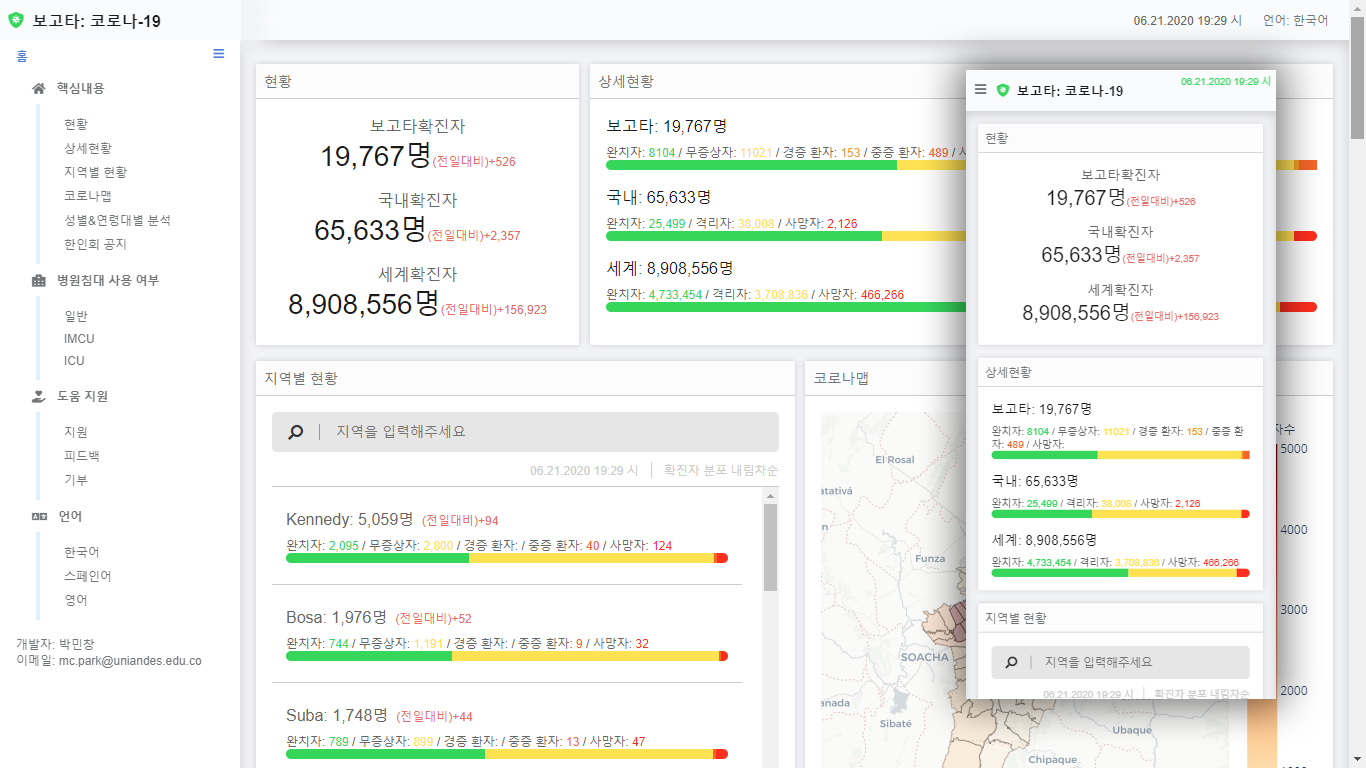 보고타: 코로나-19
06.21.2020 19:29 시
언어: 한국어
홈
핵심내용
현황
상세현황
지역별 현황
코로나맵
성별&연령대별 분석
한인회 공지
병원침대 사용 여부
일반
IMCU
ICU
도움 지원
지원
피드백
기부
언어
한국어
스페인어
영어
개발자: 박민창
이메일: mc.park@uniandes.edu.co
현황
보고타확진자
19,767명(전일대비)+526
국내확진자
65,633명(전일대비)+2,357
세계확진자
8,908,556명(전일대비)+156,923
상세현황
보고타: 19,767명
완치자: 8104 / 무증상자: 11021 / 경증 환자: 153 / 중증 환자: 489 /
국내: 65,633명
완치자: 25,499 / 격리자: 38,008 / 사망자: 2,126
세계: 8,908,556명
완치자: 4,733,454 / 격리자: 3,708,836 / 사망자: 466,266
지역별 현황
지역을 입력해주세요
06.21.2020 19:29 시 | 확진자 분포 내림차순
Kennedy: 5,059명 (전일대비)+94
완치자: 2,095 / 무증상자: 2,800 / 경증 환자: / 중증 환자: 40 / 사망자: 124
Bosa: 1,976명 (전일대비)+52
완치자: 744 / 무증상자: 1,191 / 경증 환자: / 중증 환자: 9 / 사망자: 32
Suba: 1,748명 (전일대비)+44
완치자: 789 / 무증상자: 899 / 경증 환자: / 중증 환자: 13 / 사망자: 47
코로나맵
El Rosal
atativá
Funza
SOACHA
anada
Sibaté
Ubaque
Chipaque
자수
5000
4000
3000
2000
보고타: 코로나-19
06.21.2020 19:29 시
현황
보고타확진자
19,767명(전일대비)+526
국내확진자
65,633명(전일대비)+2,357
세계확진자
8,908,556명(전일대비)+156,923
상세현황
보고타: 19,767명
완치자: 8104 / 무증상자: 11021 / 경증 환자: 153 / 중증 환
자: 489 / 사망자:
국내: 65,633명
완치자: 25,499 / 격리자: 38,008 / 사망자: 2,126
세계: 8,908,556명
완치자: 4,733,454 / 격리자: 3,708,836 / 사망자: 466,266
지역별 현황
지역을 입력해주세요
06.21.2020 19:29 시 | 확진자 분포 내림차순